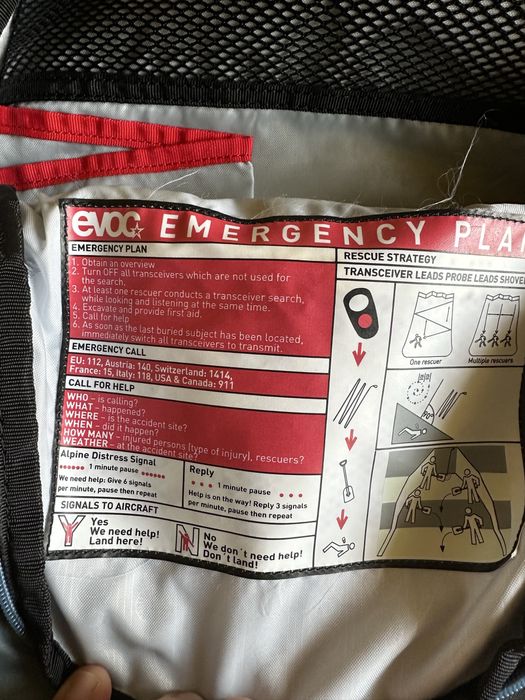 evoc EMERGENCY PLA
EMERGENCY PLAN
1. Obtain an overview
2. Turn OFF all transceivers which are not used for
the search.
3. At least one rescuer conducts a transceiver search,
while looking and listening at the same time.
4. Excavate and provide first aid.
5. Call for help
6. As soon as the last buried subject has been located,
immediately switch all transceivers to transmit.
EMERGENCY CALL
EU: 112, Austria: 140, Switzerland: 1414,
France: 15, Italy: 118, USA & Canada: 911
CALL FOR HELP
WHO – is calling?
WHAT – happened?
WHERE – is the accident site?
WHEN – did it happen?
HOW MANY – injured persons (type of injury), rescuers?
WEATHER – at the accident site?
Alpine Distress Signal
1 minute pause
We need help: Give 6 signals
per minute, pause then repeat
Reply
1 minute pause
Help is on the way! Reply 3 signals
per minute, pause then repeat
SIGNALS TO AIRCRAFT
Y Yes
We need help!
Land here!
N No
We don´t need help!
Don´t land!
RESCUE STRATEGY
TRANSCEIVER LEADS PROBE LEADS SHOVE
One rescuer
Multiple rescuers